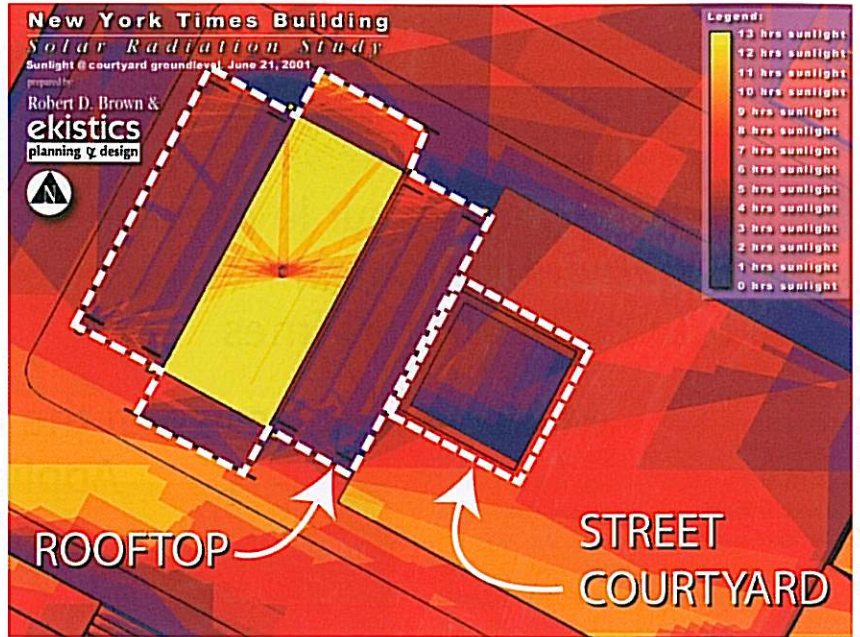 New York Times Building
Solar Radiation Study
Sunlight @ courtyard groundlevel, June 21, 2001
prepared by:
Robert D. Brown &
ekistics
planning & design
N
Legend:
13 hrs sunlight
12 hrs sunlight
11 hrs sunlight
10 hrs sunlight
9 hrs sunlight
8 hrs sunlight
7 hrs sunlight
6 hrs sunlight
5 hrs sunlight
4 hrs sunlight
3 hrs sunlight
2 hrs sunlight
1 hrs sunlight
0 hrs sunlight
ROOFTOP
STREET
COURTYARD